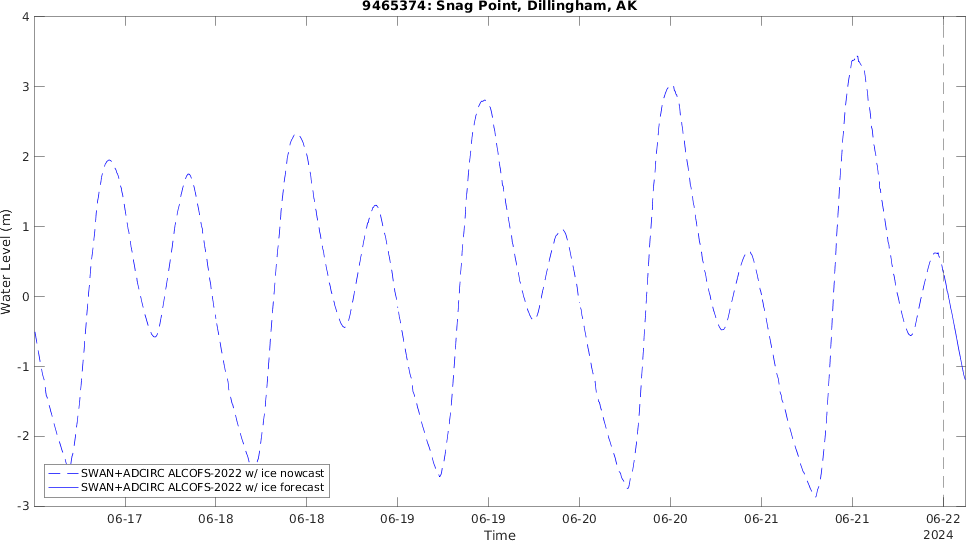 9465374: Snag Point, Dillingham, AK
4
3
2
1
0
-1
-2
-3
Water Level (m)
SWAN+ADCIRC ALCOFS-2022 w/ ice nowcast
SWAN+ADCIRC ALCOFS-2022 w/ ice forecast
06-17 06-18 06-18 06-19 06-19 06-20 06-20 06-21 06-21 06-22
2024
Time